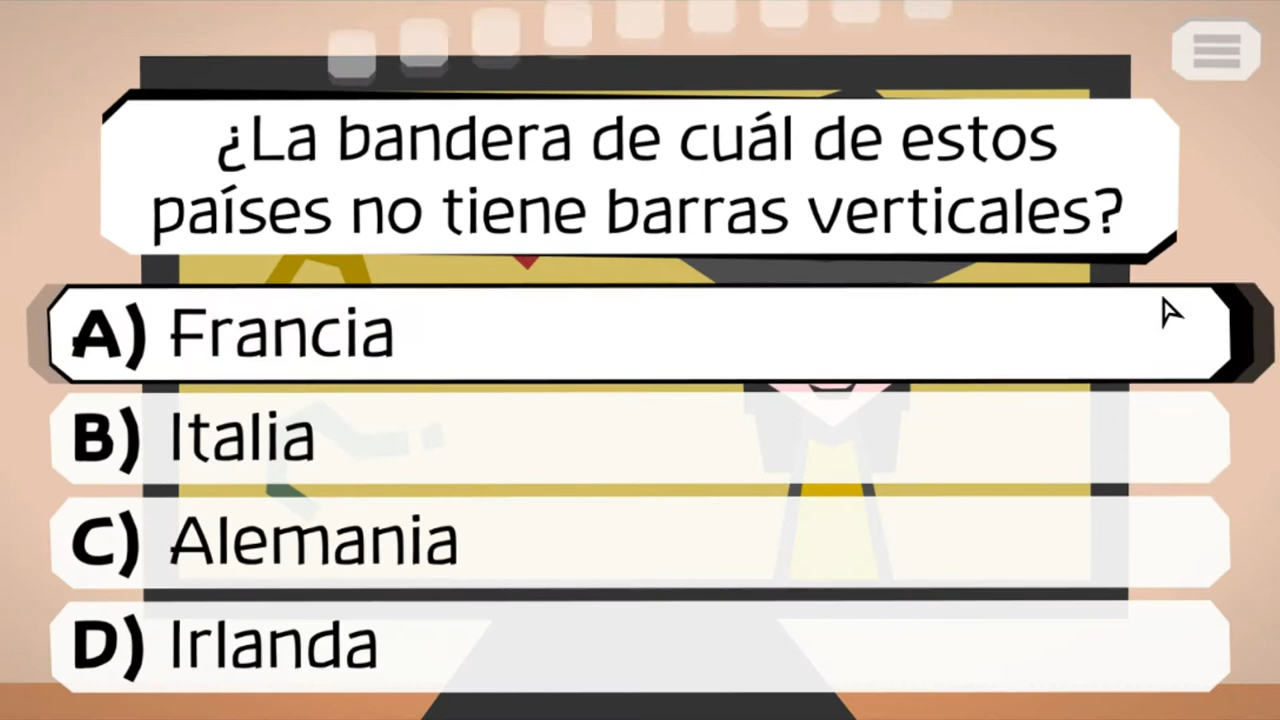 ¿La bandera de cuál de estos
países no tiene barras verticales?
A) Francia
B) Italia
C) Alemania
D) Irlanda